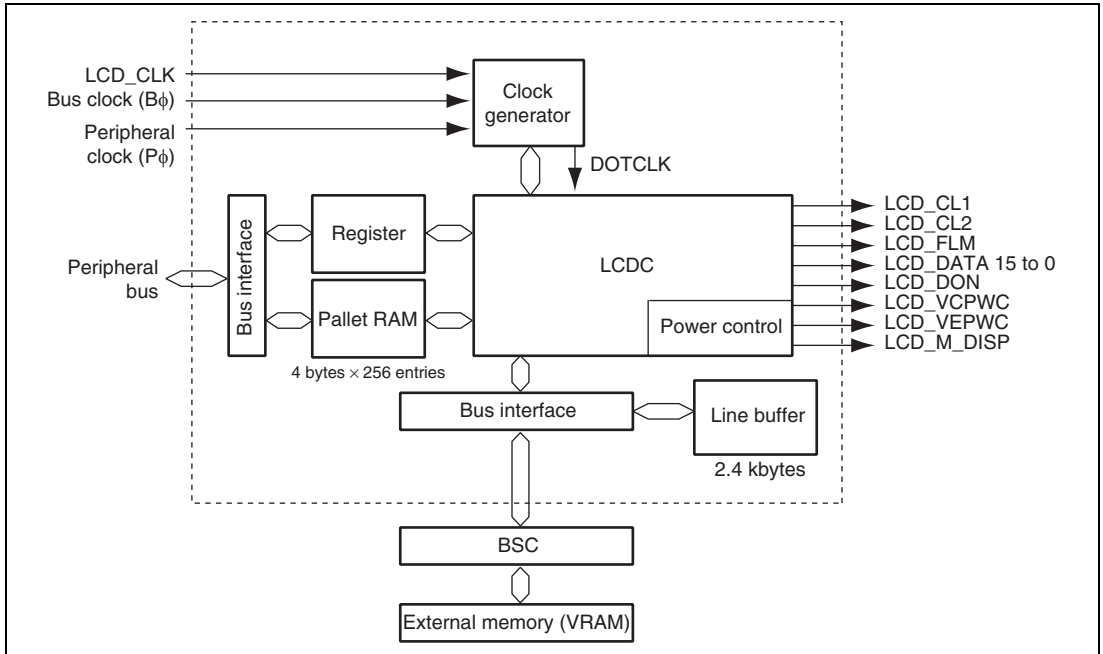 LCD_CLK
Bus clock (Bϕ)
Peripheral
clock (Pϕ)
Clock
generator
DOTCLK
Peripheral
bus
Bus interface
Register
Pallet RAM
4 bytes × 256 entries
LCDC
Power control
LCD_CL1
LCD_CL2
LCD_FLM
LCD_DATA 15 to 0
LCD_DON
LCD_VCPWC
LCD_VEPWC
LCD_M_DISP
Bus interface
Line buffer
2.4 kbytes
BSC
External memory (VRAM)